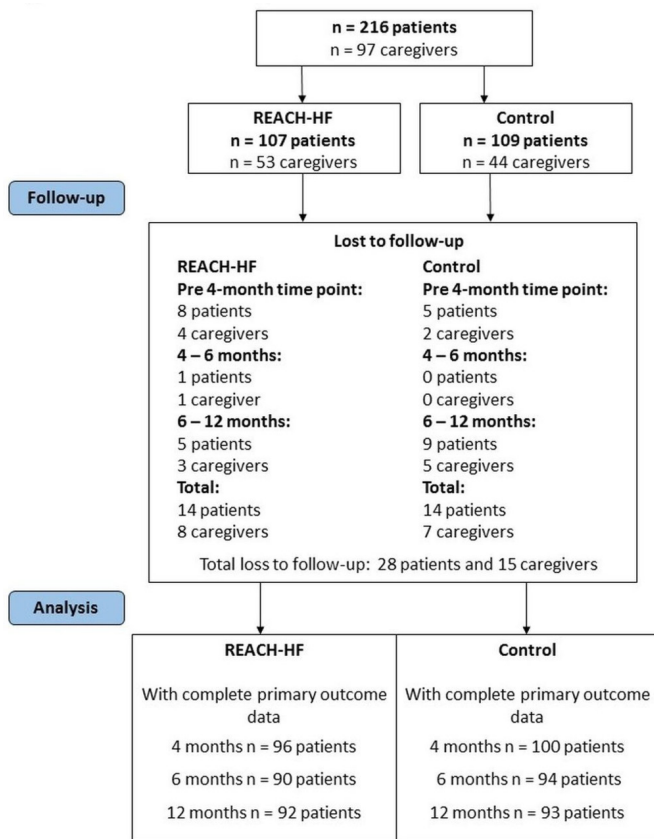 n = 216 patients
n = 97 caregivers
REACH-HF
n = 107 patients
n = 53 caregivers
Control
n = 109 patients
n = 44 caregivers
Follow-up
Lost to follow-up
REACH-HF
Pre 4-month time point:
8 patients
4 caregivers
4 – 6 months:
1 patients
1 caregiver
6 – 12 months:
5 patients
3 caregivers
Total:
14 patients
8 caregivers
Control
Pre 4-month time point:
5 patients
2 caregivers
4 – 6 months:
0 patients
0 caregivers
6 – 12 months:
9 patients
5 caregivers
Total:
14 patients
7 caregivers
Total loss to follow-up: 28 patients and 15 caregivers
Analysis
REACH-HF
With complete primary outcome
data
4 months n = 96 patients
6 months n = 90 patients
12 months n = 92 patients
Control
With complete primary outcome
data
4 months n = 100 patients
6 months n = 94 patients
12 months n = 93 patients